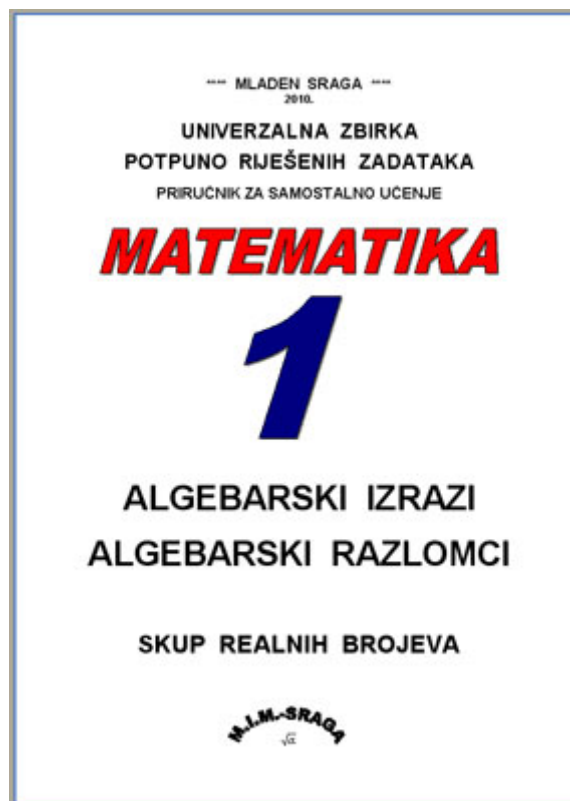 **** MLADEN SRAGA ****
2010.
UNIVERZALNA ZBIRKA
POTPUNO RIJEŠENIH ZADATAKA
PRIRUČNIK ZA SAMOSTALNO UČENJE
MATEMATIKA
1
ALGEBARSKI IZRAZI
ALGEBARSKI RAZLOMCI
SKUP REALNIH BROJEVA
M.I.M.-SRAGA
√α